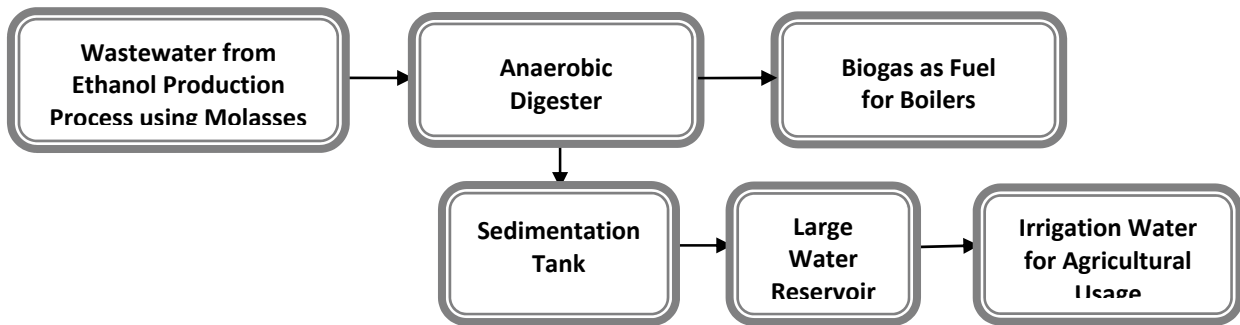 Wastewater from
Ethanol Production
Process using Molasses
Anaerobic
Digester
Biogas as Fuel
for Boilers
Sedimentation
Tank
Large
Water
Reservoir
Irrigation Water
for Agricultural
Usage